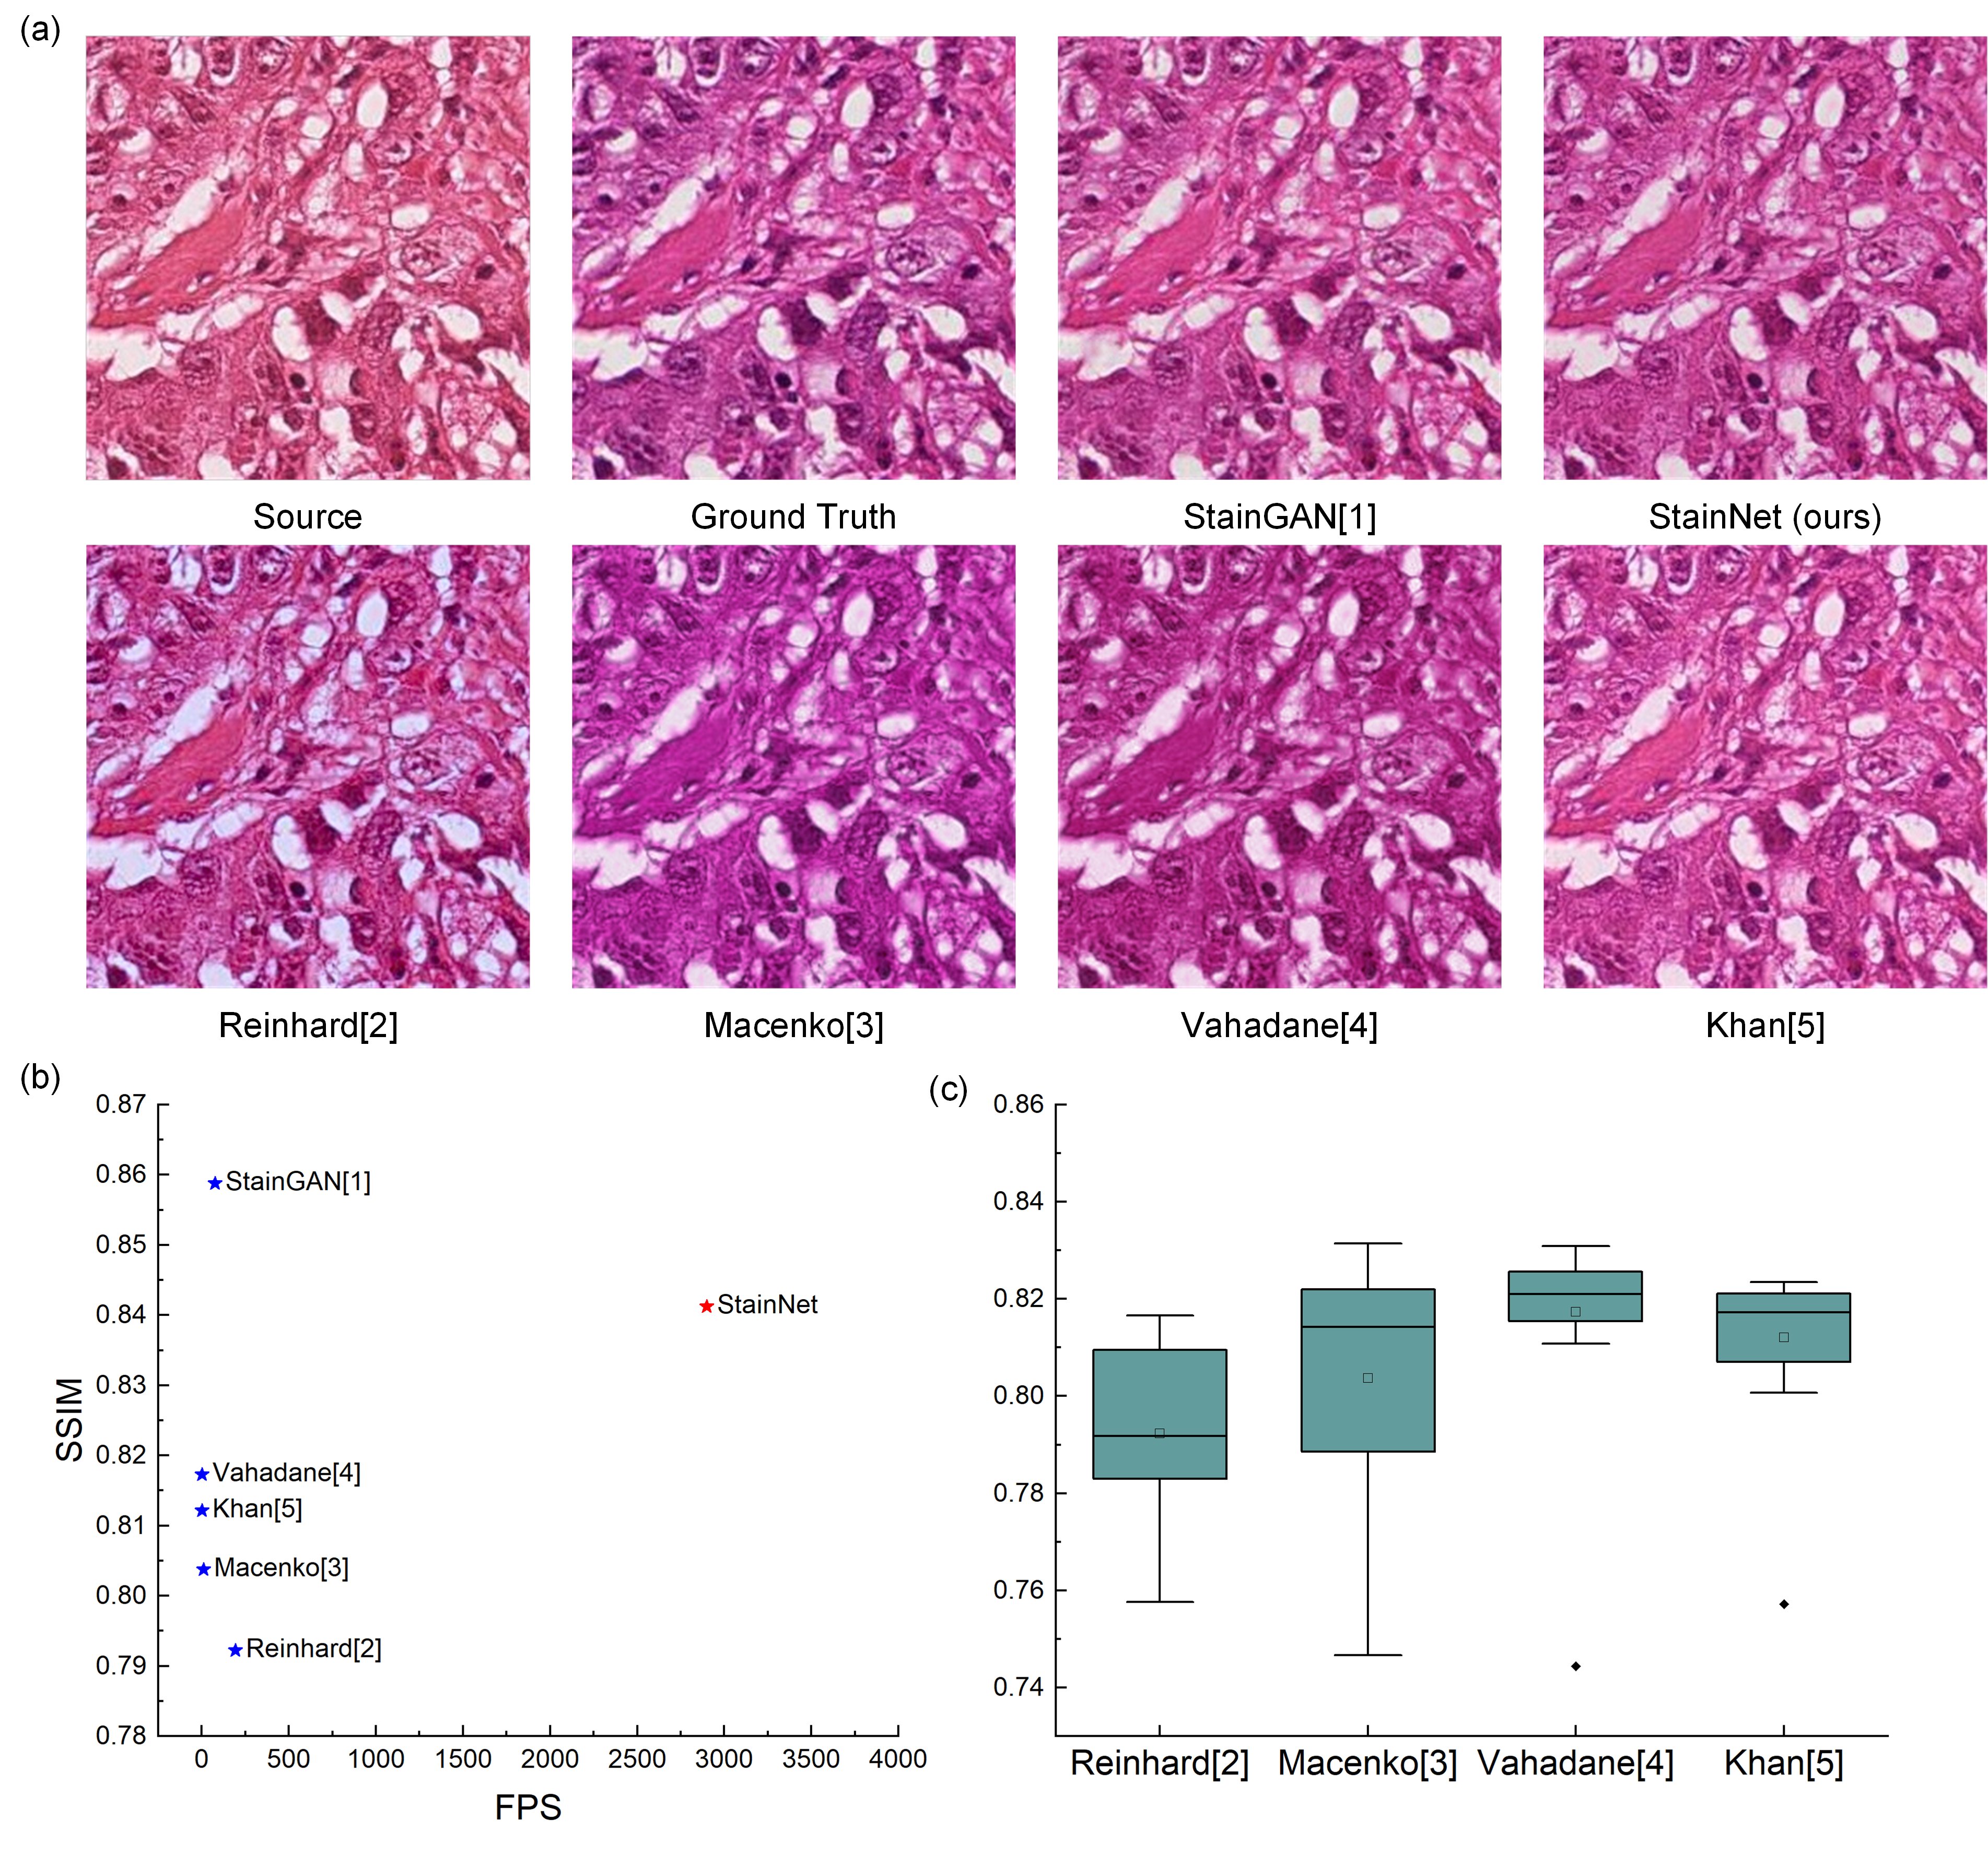 (a)
Source
Ground Truth
StainGAN[1]
StainNet (ours)
Reinhard[2]
Macenko[3]
Vahadane[4]
Khan[5]
(b)
0.87
0.86
0.85
0.84
0.83
0.82
0.81
0.80
0.79
0.78
SSIM
StainGAN[1]
StainNet
Vahadane[4]
Khan[5]
Macenko[3]
Reinhard[2]
0 500 1000 1500 2000 2500 3000 3500 4000
FPS
(c)
0.86
0.84
0.82
0.80
0.78
0.76
0.74
Reinhard[2] Macenko[3] Vahadane[4] Khan[5]